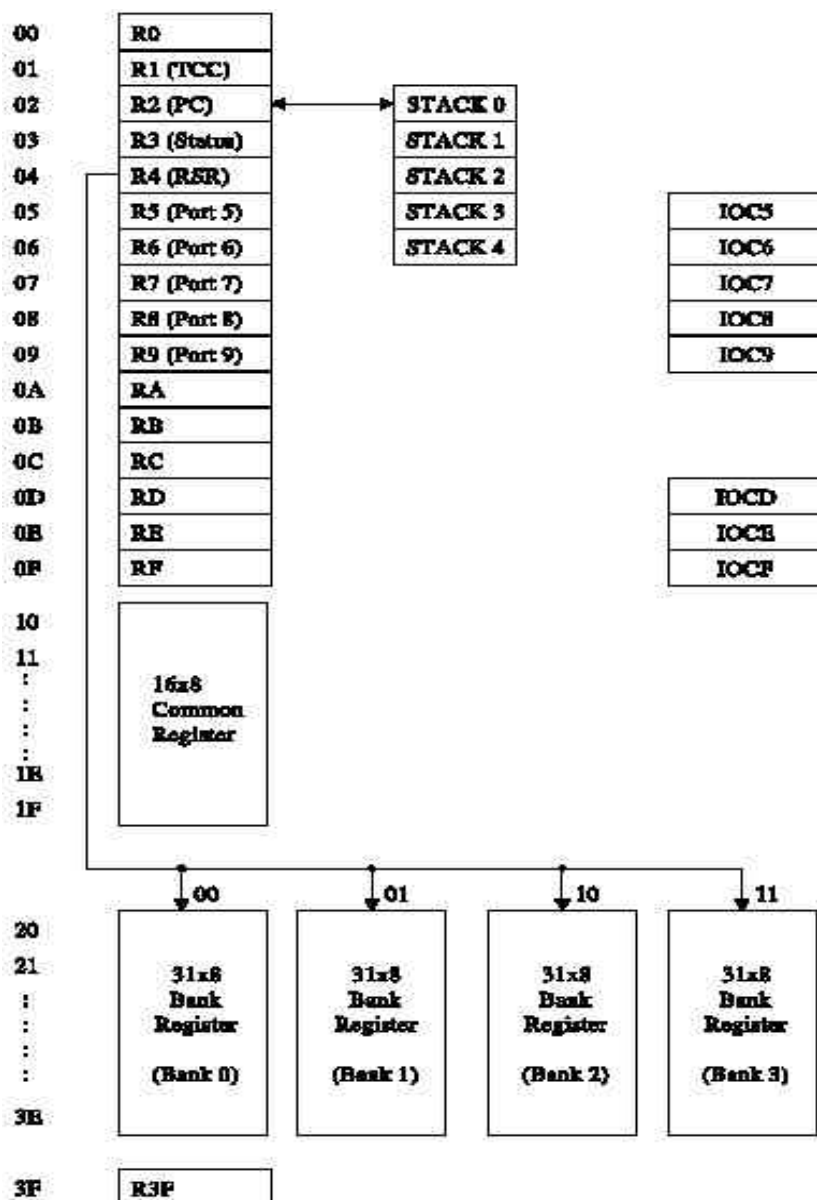 00 R0
01 R1 (TCC)
02 R2 (PC) STACK 0
03 R3 (Status) STACK 1
04 R4 (RSR) STACK 2
05 R5 (Port 5) STACK 3 IOC5
06 R6 (Port 6) STACK 4 IOC6
07 R7 (Port 7) IOC7
08 R8 (Port 8) IOC8
09 R9 (Port 9) IOC9
0A RA
0B RB
0C RC
0D RD IOCD
0E RE IOCE
0F RF IOCF
10
11
:
:
:
:
1E
1F
16x8
Common
Register
00 01 10 11
20
21
:
:
:
:
3E
31x8
Bank
Register
(Bank 0)
31x8
Bank
Register
(Bank 1)
31x8
Bank
Register
(Bank 2)
31x8
Bank
Register
(Bank 3)
3F R3F